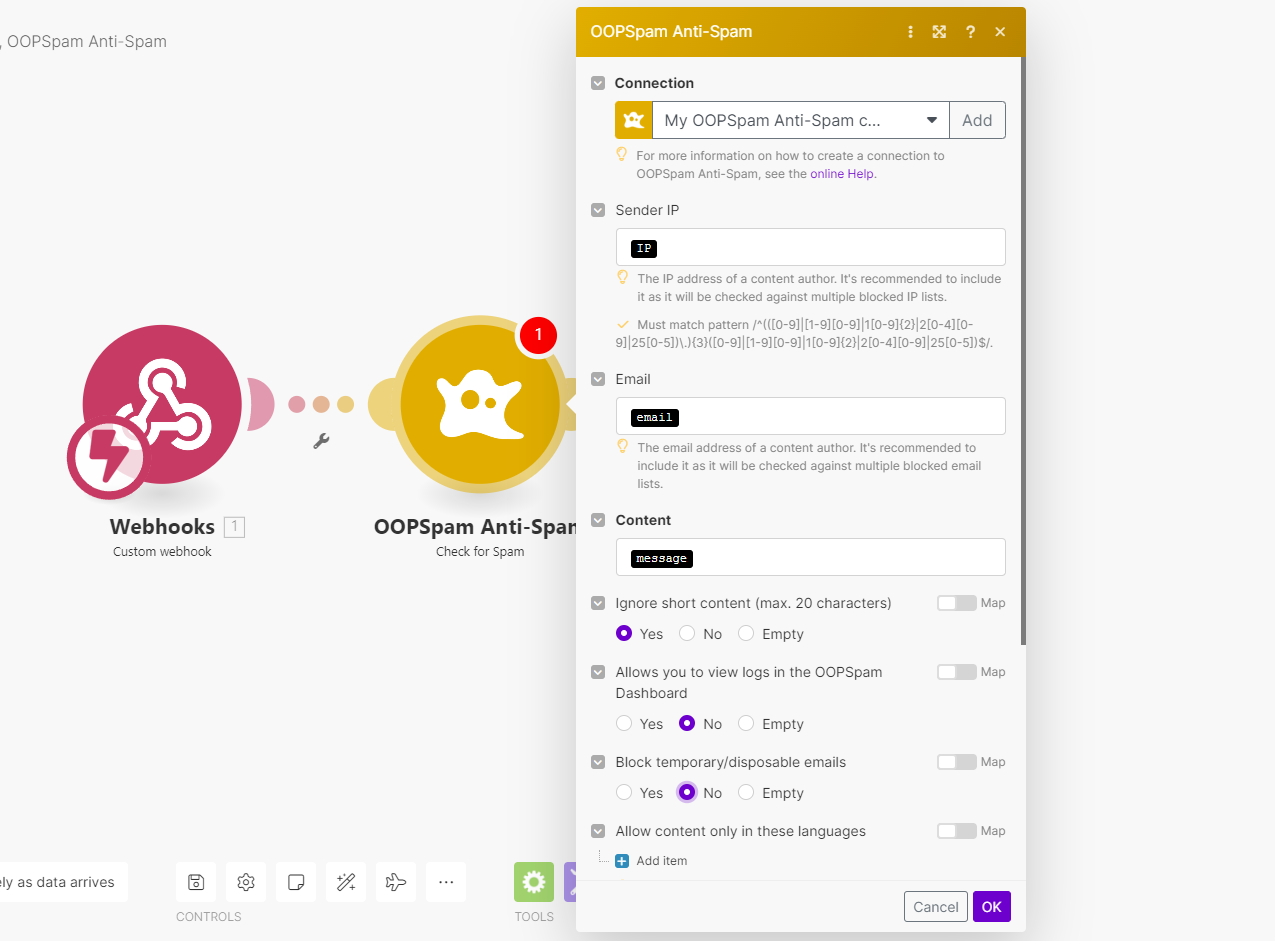 , OOPSpam Anti-Spam
OOPSpam Anti-Spam
?
Connection
My OOPSpam Anti-Spam c...
Add
For more information on how to create a connection to
OOPSpam Anti-Spam, see the online Help.
Sender IP
IP
The IP address of a content author. It's recommended to include
it as it will be checked against multiple blocked IP lists.
Must match pattern /^(([0-9]|[1-9][0-9]|1[0-9]{2}|2[0-4][0-
9]|25[0-5])\.){3}([0-9]|[1-9][0-9]|1[0-9]{2}|2[0-4][0-9]|25[0-5])$/.
Email
email
The email address of a content author. It's recommended to
include it as it will be checked against multiple blocked email
lists.
Content
message
Ignore short content (max. 20 characters)
Map
Yes No Empty
Allows you to view logs in the OOPSpam
Dashboard
Map
Yes No Empty
Block temporary/disposable emails
Map
Yes No Empty
Allow content only in these languages
Map
Add item
Cancel
OK
1
Webhooks 1
Custom webhook
OOPSpam Anti-Spam
Check for Spam
ely as data arrives
CONTROLS
TOOLS